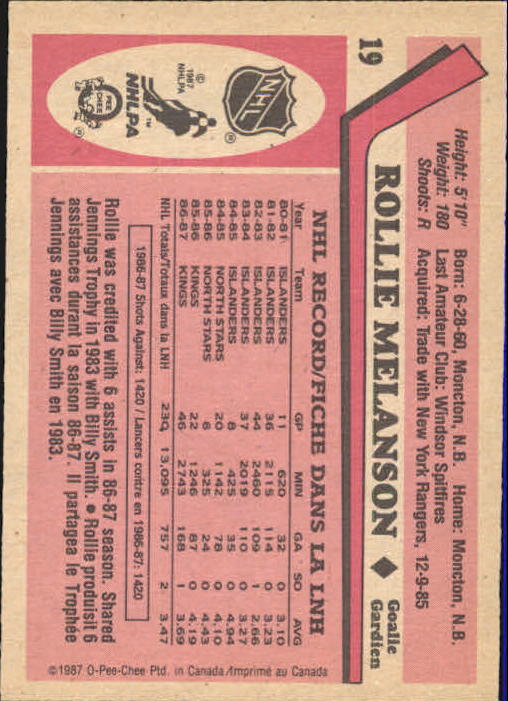 19
ROLLIE MELANSON ◆ Goalie
Gardien
Height: 5'10" Born: 6-28-60, Moncton, N.B. Home: Moncton, N.B.
Weight: 180 Last Amateur Club: Windsor Spitfires
Shoots: R Acquired: Trade with New York Rangers, 12-9-85
NHL
®
© 1987 NHLPA
NHLPA
™
O PEE CHEE
®
NHL RECORD/FICHE DANS LA LNH
Year Team GP MIN GA SO AVG
80-81 ISLANDERS 11 620 32 0 3.10
81-82 ISLANDERS 36 2115 114 0 3.23
82-83 ISLANDERS 44 2460 109 1 2.66
83-84 ISLANDERS 37 2019 110 0 3.27
84-85 ISLANDERS 8 425 35 0 4.94
84-85 NORTH STARS 20 1142 78 0 4.10
85-86 NORTH STARS 6 325 24 0 4.43
85-86 KINGS 22 1246 87 0 4.19
86-87 KINGS 46 2743 168 1 3.69
NHL Totals/Totaux dans la LNH 230 13,095 757 2 3.47
1986-87 Shots Against: 1420/Lancers contre en 1986-87: 1420
Rollie was credited with 6 assists in 86-87 season. Shared
Jennings Trophy in 1983 with Billy Smith. ● Rollie produisit 6
assistances durant la saison 86-87. Il partagea le Trophée
Jennings avec Billy Smith en 1983.
©1987 O-Pee-Chee Ptd. in Canada/Imprimé au Canada